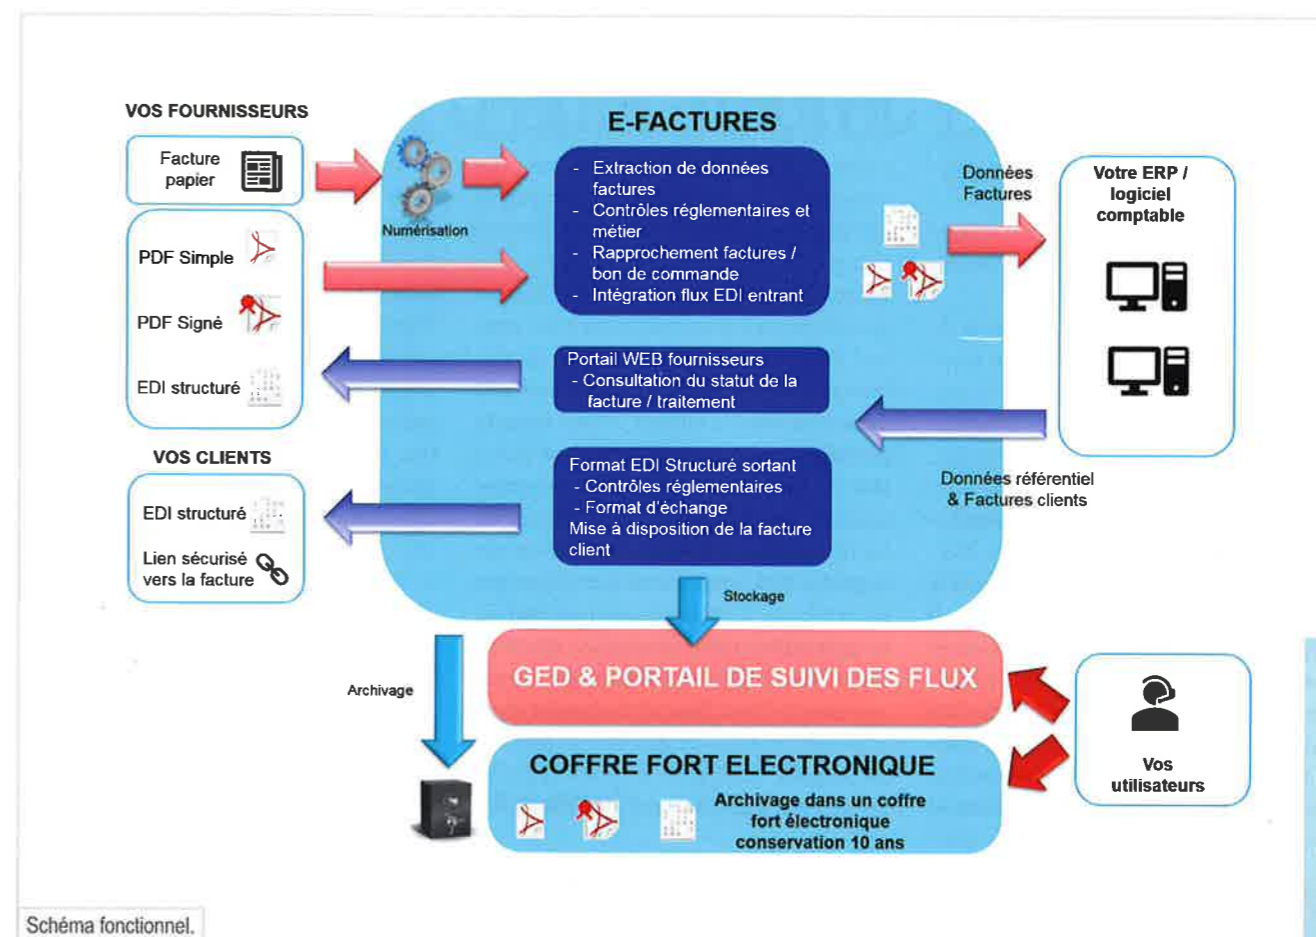 VOS FOURNISSEURS
Facture
papier
PDF Simple
PDF Signé
EDI structuré
VOS CLIENTS
EDI structuré
Lien sécurisé
vers la facture
E-FACTURES
Numérisation
- Extraction de données
factures
- Contrôles réglementaires et
métier
- Rapprochement factures /
bon de commande
- Intégration flux EDI entrant
Portail WEB fournisseurs
- Consultation du statut de la
facture / traitement
Format EDI Structuré sortant
- Contrôles réglementaires
- Format d'échange
Mise à disposition de la facture
client
Données
Factures
Votre ERP /
logiciel
comptable
Données référentiel
& Factures clients
Stockage
Archivage
GED & PORTAIL DE SUIVI DES FLUX
COFFRE FORT ELECTRONIQUE
Archivage dans un coffre
fort électronique
conservation 10 ans
Vos
utilisateurs
Schéma fonctionnel.